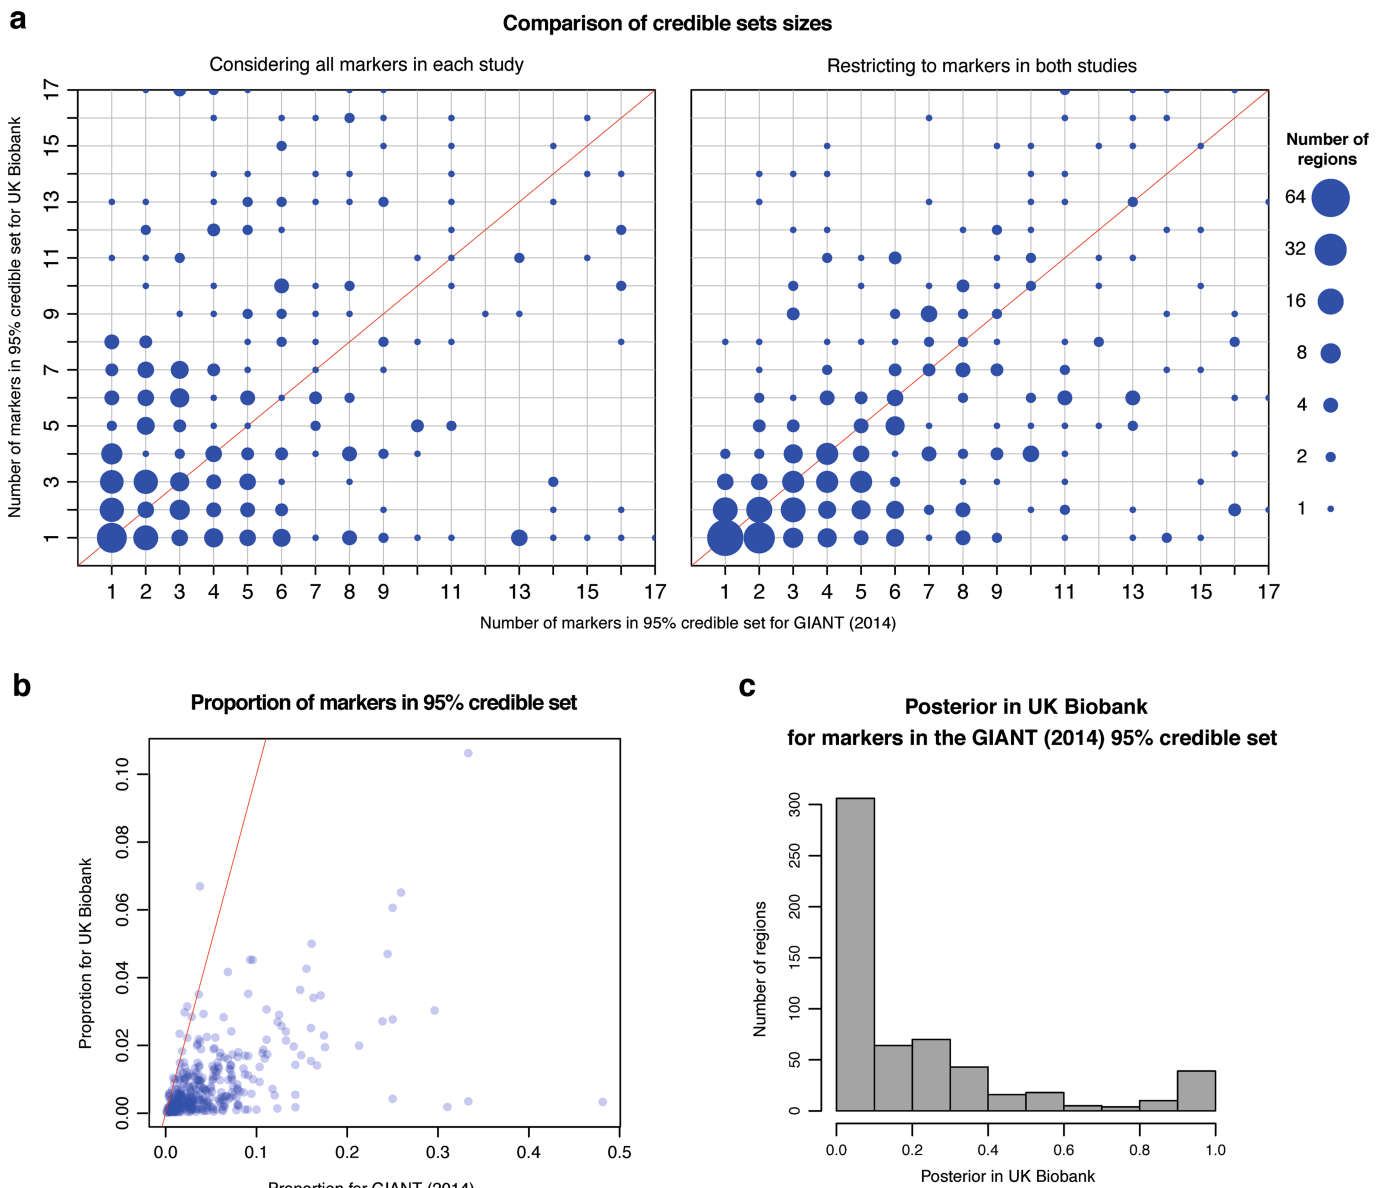 a
Comparison of credible sets sizes
Considering all markers in each study
Restricting to markers in both studies
Number of markers in 95% credible set for UK Biobank
17
15
13
11
9
7
5
3
1
1 2 3 4 5 6 7 8 9 11 13 15 17
1 2 3 4 5 6 7 8 9 11 13 15 17
Number of markers in 95% credible set for GIANT (2014)
Number of
regions
64
32
16
8
4
2
1
b
Proportion of markers in 95% credible set
Proprotion for UK Biobank
0.10
0.08
0.06
0.04
0.02
0.00
0.0 0.1 0.2 0.3 0.4 0.5
Proportion for GIANT (2014)
c
Posterior in UK Biobank
for markers in the GIANT (2014) 95% credible set
Number of regions
300
250
200
150
100
50
0
0.0 0.2 0.4 0.6 0.8 1.0
Posterior in UK Biobank